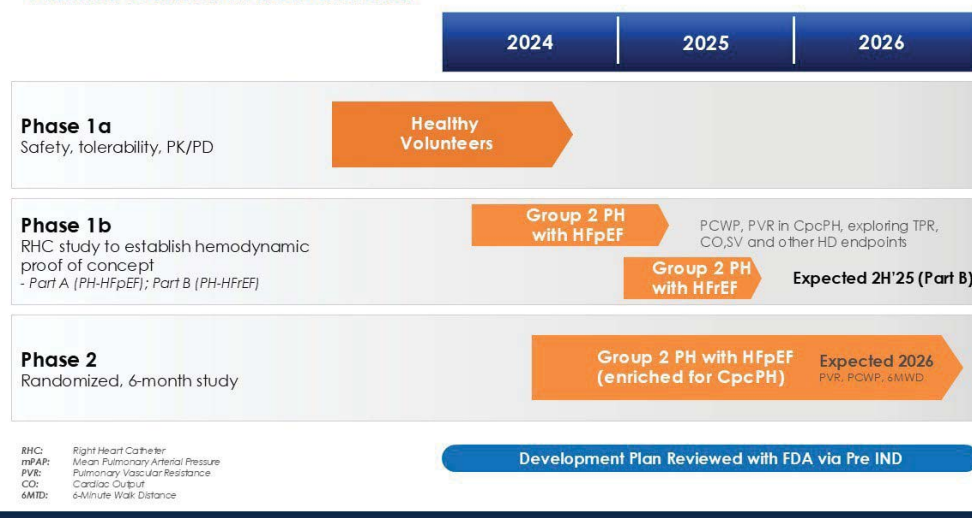 2024
2025
2026
Phase 1a
Safety, tolerability, PK/PD
Healthy
Volunteers
Phase 1b
RHC study to establish hemodynamic
proof of concept
- Part A (PH-HFpEF); Part B (PH-HFrEF)
Group 2 PH
with HFpEF
PCWP, PVR in CpcPH, exploring TPR,
CO,SV and other HD endpoints
Group 2 PH
with HFrEF
Expected 2H'25 (Part B)
Phase 2
Randomized, 6-month study
Group 2 PH with HFpEF
(enriched for CpcPH)
Expected 2026
PVR, PCWP, 6MWD
RHC: Right Heart Catheter
mPAP: Mean Pulmonary Arterial Pressure
PVR: Pulmonary Vascular Resistance
CO: Cardiac Output
6MTD: 6-Minute Walk Distance
Development Plan Reviewed with FDA via Pre IND